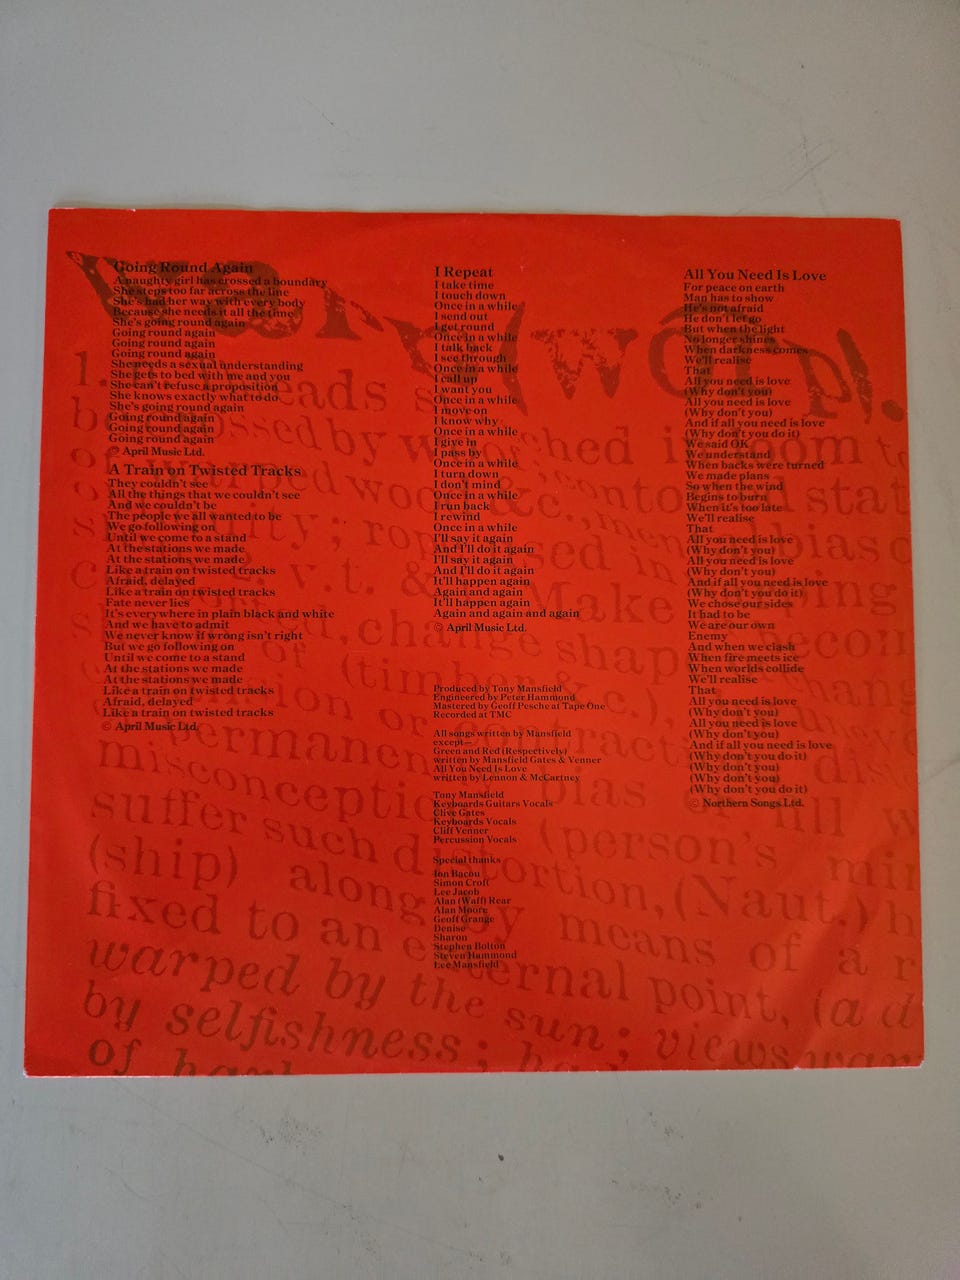 Going Round Again
A naughty girl has crossed a boundary
She steps too far across the line
She's had her way with every body
Because she needs it all the time
She's going round again
Going round again
Going round again
Going round again
She needs a sexual understanding
She gets to bed with me and you
She can't refuse a proposition
She knows exactly what to do
She's going round again
Going round again
Going round again
Going round again
© April Music Ltd.
A Train on Twisted Tracks
They couldn't see
All the things that we couldn't see
And we couldn't be
The people we all wanted to be
We go following on
Until we come to a stand
At the stations we made
At the stations we made
Like a train on twisted tracks
Afraid, delayed
Like a train on twisted tracks
Fate never lies
It's everywhere in plain black and white
And we have to admit
We never know if wrong isn't right
But we go following on
Until we come to a stand
At the stations we made
At the stations we made
Like a train on twisted tracks
Afraid, delayed
Like a train on twisted tracks
© April Music Ltd.
I Repeat
I take time
I touch down
Once in a while
I send out
I get round
Once in a while
I talk back
I see through
Once in a while
I call up
I want you
Once in a while
I move on
I know why
Once in a while
I give in
I pass by
Once in a while
I turn down
I don't mind
Once in a while
I run back
I rewind
Once in a while
I'll say it again
And I'll do it again
I'll say it again
And I'll do it again
It'll happen again
Again and again
It'll happen again
Again and again and again
© April Music Ltd.
Produced by Tony Mansfield
Engineered by Peter Hammond
Mastered by Geoff Pesche at Tape One
Recorded at TMC
All songs written by Mansfield
except—
Green and Red (Respectively)
written by Mansfield Gates & Venner
All You Need Is Love
written by Lennon & McCartney
Tony Mansfield
Keyboards Guitars Vocals
Clive Gates
Keyboards Vocals
Cliff Venner
Percussion Vocals
Special thanks
Jon Bacou
Simon Croft
Lee Jacob
Alan (Waff) Rear
Alan Moore
Geoff Grange
Denise
Sharon
Stephen Bolton
Steven Hammond
Lee Mansfield
All You Need Is Love
For peace on earth
Man has to show
He's not afraid
He don't let go
But when the light
No longer shines
When darkness comes
We'll realise
That
All you need is love
(Why don't you)
All you need is love
(Why don't you)
And if all you need is love
(Why don't you do it)
We said OK
We understand
When backs were turned
We made plans
So when the wind
Begins to burn
When it's too late
We'll realise
That
All you need is love
(Why don't you)
All you need is love
(Why don't you)
And if all you need is love
(Why don't you do it)
We chose our sides
It had to be
We are our own
Enemy
And when we clash
When fire meets ice
When worlds collide
We'll realise
That
All you need is love
(Why don't you)
All you need is love
(Why don't you)
And if all you need is love
(Why don't you do it)
(Why don't you)
(Why don't you)
(Why don't you do it)
© Northern Songs Ltd.
suffer such distortion, (Naut.)
(ship) along by means of a
fixed to an external point, (a d
warped by the sun; views war
by selfishness;
of